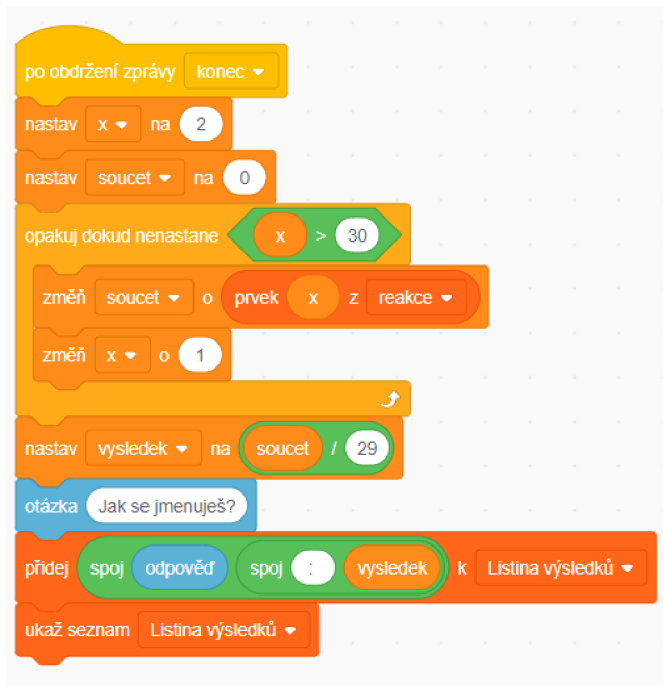 po obdržení zprávy konec
nastav x na 2
nastav soucet na 0
opakuj dokud nenastane x > 30
změň soucet o prvek x z reakce
změň x o 1
nastav vysledek na soucet / 29
otázka Jak se jmenuješ?
přidej spoj odpověď spoj : vysledek k Listina výsledků
ukaž seznam Listina výsledků